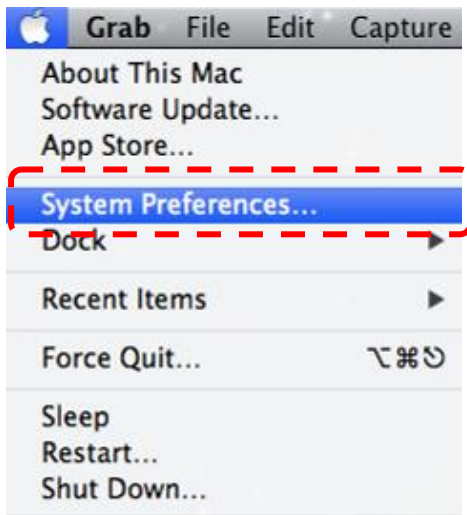 Grab File Edit Capture
About This Mac
Software Update...
App Store...
System Preferences...
Dock ▶
Recent Items ▶
Force Quit... ⌥⌘⎋
Sleep
Restart...
Shut Down...